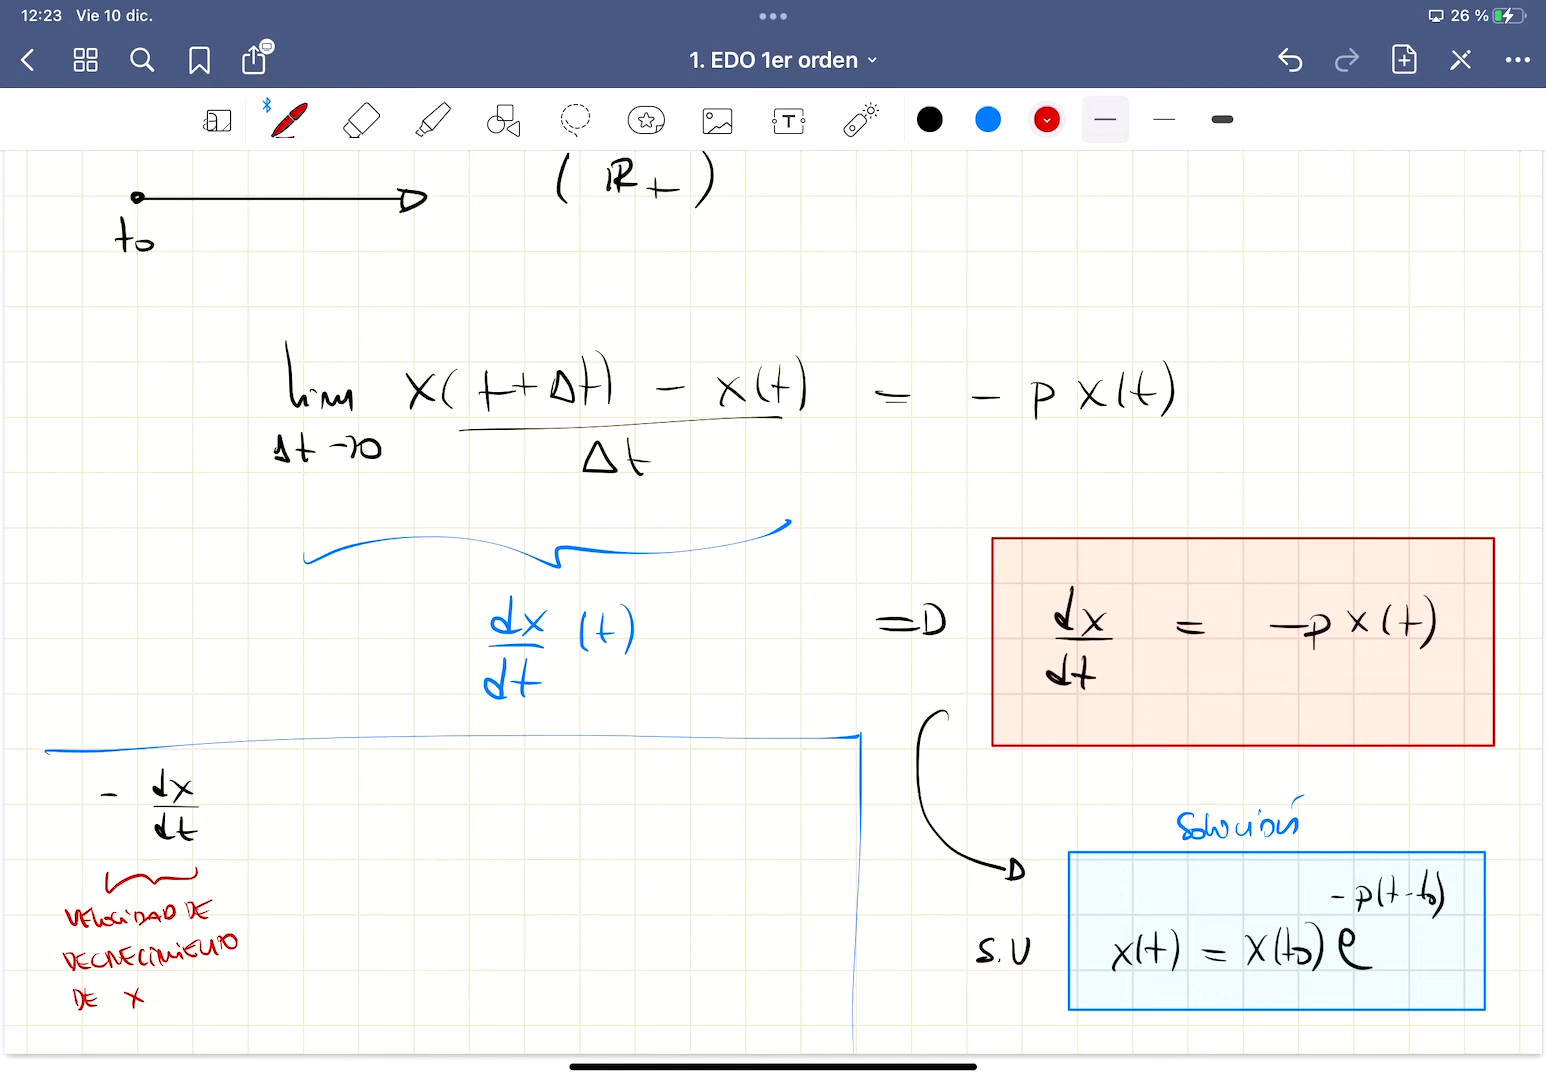 12:23 Vie 10 dic.
26 %
1. EDO 1er orden
t₀
( ℝ₊ )
lim x(t+Δt) - x(t) = - p x(t)
Δt→0 Δt
dx (t)
dt
⇒ dx = -p x(t)
dt
- dx
dt
VELOCIDAD DE
DECRECIMIENTO
DE X
Solución
S.V x(t) = x(t₀) e^{-p(t-t₀)}